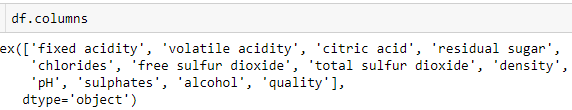 df.columns
ex(['fixed acidity', 'volatile acidity', 'citric acid', 'residual sugar',
'chlorides', 'free sulfur dioxide', 'total sulfur dioxide', 'density',
'pH', 'sulphates', 'alcohol', 'quality'],
dtype='object')